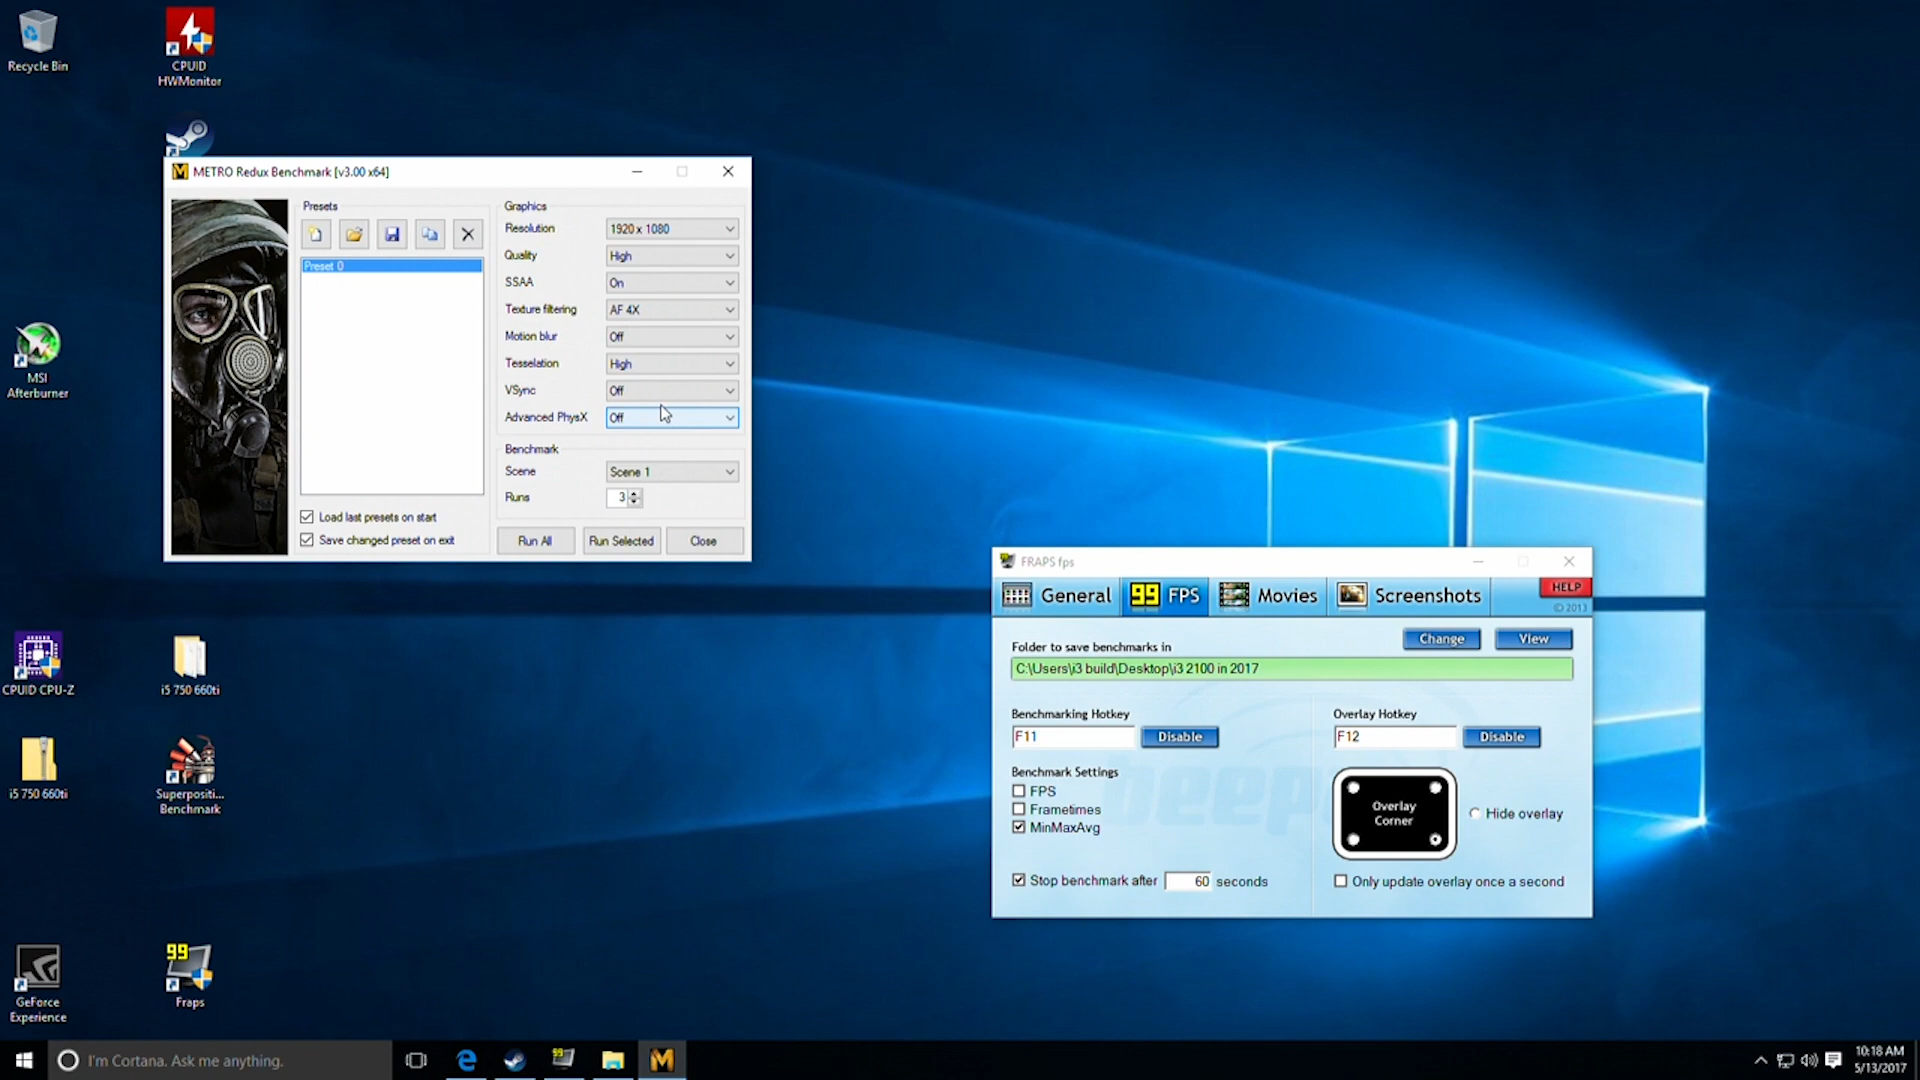 Recycle Bin
CPUID
HWMonitor
METRO Redux Benchmark [v3.00 x64]
Presets
Preset 0
Load last presets on start
Save changed preset on exit
Graphics
Resolution 1920 x 1080
Quality High
SSAA On
Texture filtering AF 4X
Motion blur Off
Tesselation High
VSync Off
Advanced PhysX Off
Benchmark
Scene Scene 1
Runs 3
Run All Run Selected Close
MSI
Afterburner
CPUID CPU-Z
i5 750 660ti
i5 750 660ti
Superpositi...
Benchmark
GeForce
Experience
99
Fraps
FRAPS fps
General 99 FPS Movies Screenshots
HELP
© 2013
Folder to save benchmarks in
Change View
C:\Users\i3 build\Desktop\i3 2100 in 2017
Benchmarking Hotkey
F11 Disable
Overlay Hotkey
F12 Disable
Benchmark Settings
FPS
Frametimes
MinMaxAvg
Stop benchmark after 60 seconds
Overlay
Corner
Hide overlay
Only update overlay once a second
beepa
I'm Cortana. Ask me anything.
99
10:18 AM
5/13/2017